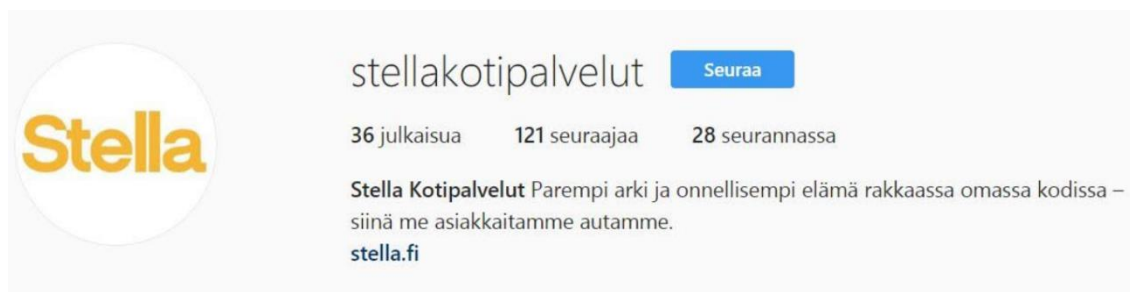 Stella
stellakotipalvelut Seuraa
36 julkaisua 121 seuraajaa 28 seurannassa
Stella Kotipalvelut Parempi arki ja onnellisempi elämä rakkaassa omassa kodissa –
siinä me asiakkaitamme autamme.
stella.fi